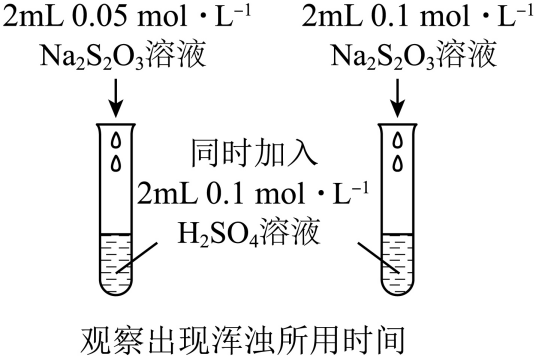 2mL 0.05 mol·L⁻¹ 2mL 0.1 mol·L⁻¹
Na₂S₂O₃溶液 Na₂S₂O₃溶液
同时加入
2mL 0.1 mol·L⁻¹
H₂SO₄溶液
观察出现浑浊所用时间